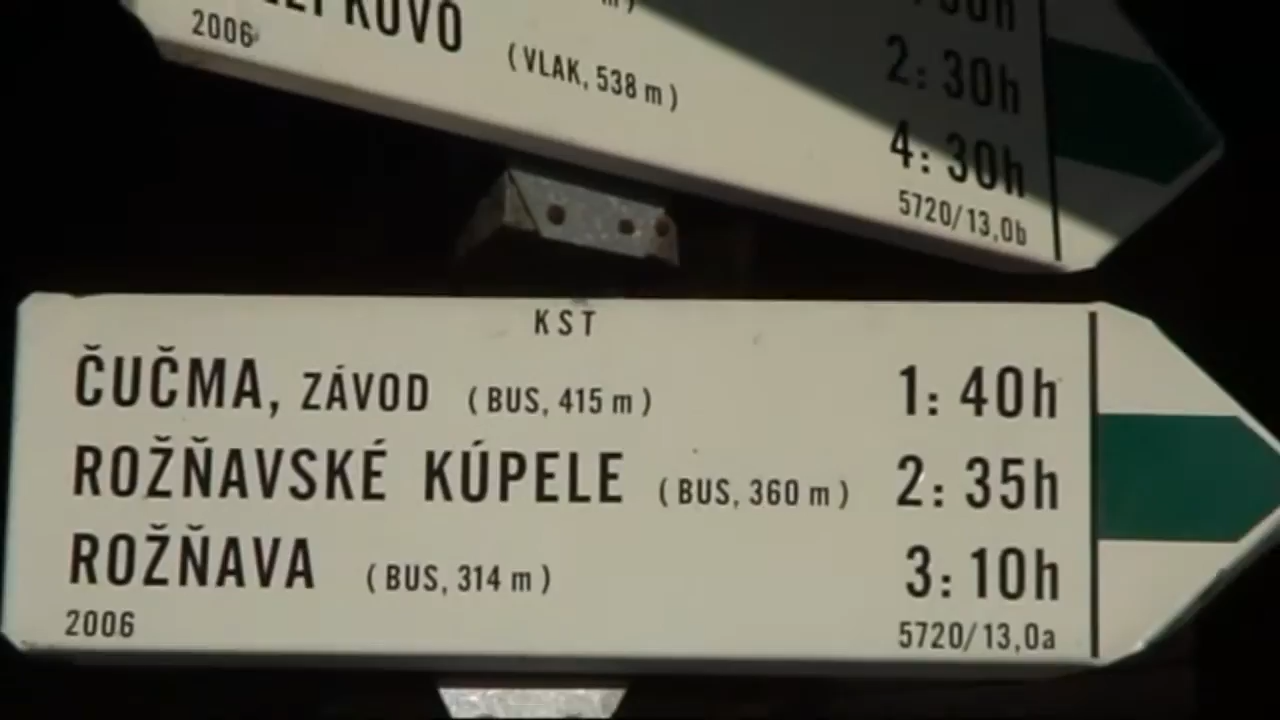 2006
(VLAK, 538 m)
2:30h
4:30h
5720/13,0b
KST
ČUČMA, ZÁVOD (BUS, 415 m) 1:40h
ROŽŇAVSKÉ KÚPELE (BUS, 360 m) 2:35h
ROŽŇAVA (BUS, 314 m) 3:10h
2006 5720/13,0a